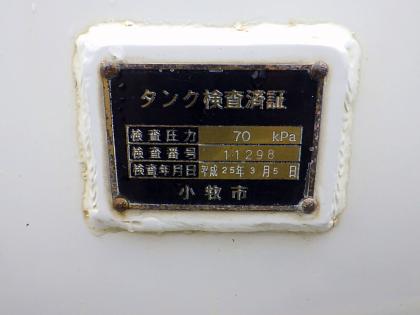 タンク検査済証
検査圧力 70 kPa
検査番号 11298
検査年月日 平成25年3月5日
小牧市